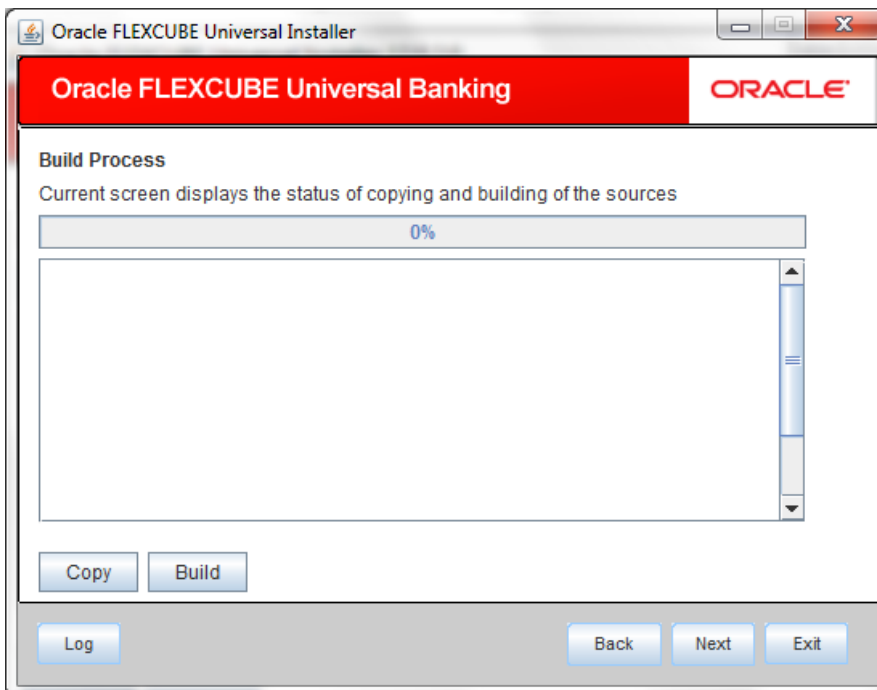 Oracle FLEXCUBE Universal Installer
Oracle FLEXCUBE Universal Banking
ORACLE
Build Process
Current screen displays the status of copying and building of the sources
0%
Copy Build
Log Back Next Exit